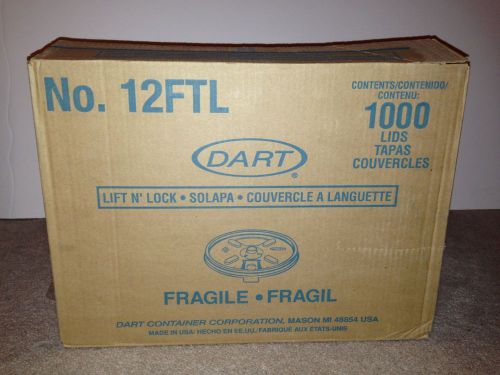 No. 12FTL
CONTENTS/CONTENIDO/
CONTENU:
1000
LIDS
TAPAS
COUVERCLES
DART®
LIFT N' LOCK • SOLAPA • COUVERCLE A LANGUETTE
FRAGILE • FRAGIL
DART CONTAINER CORPORATION, MASON MI 48854 USA
MADE IN USA/ HECHO EN EE.UU./ FABRIQUE AUX ETATS-UNIS